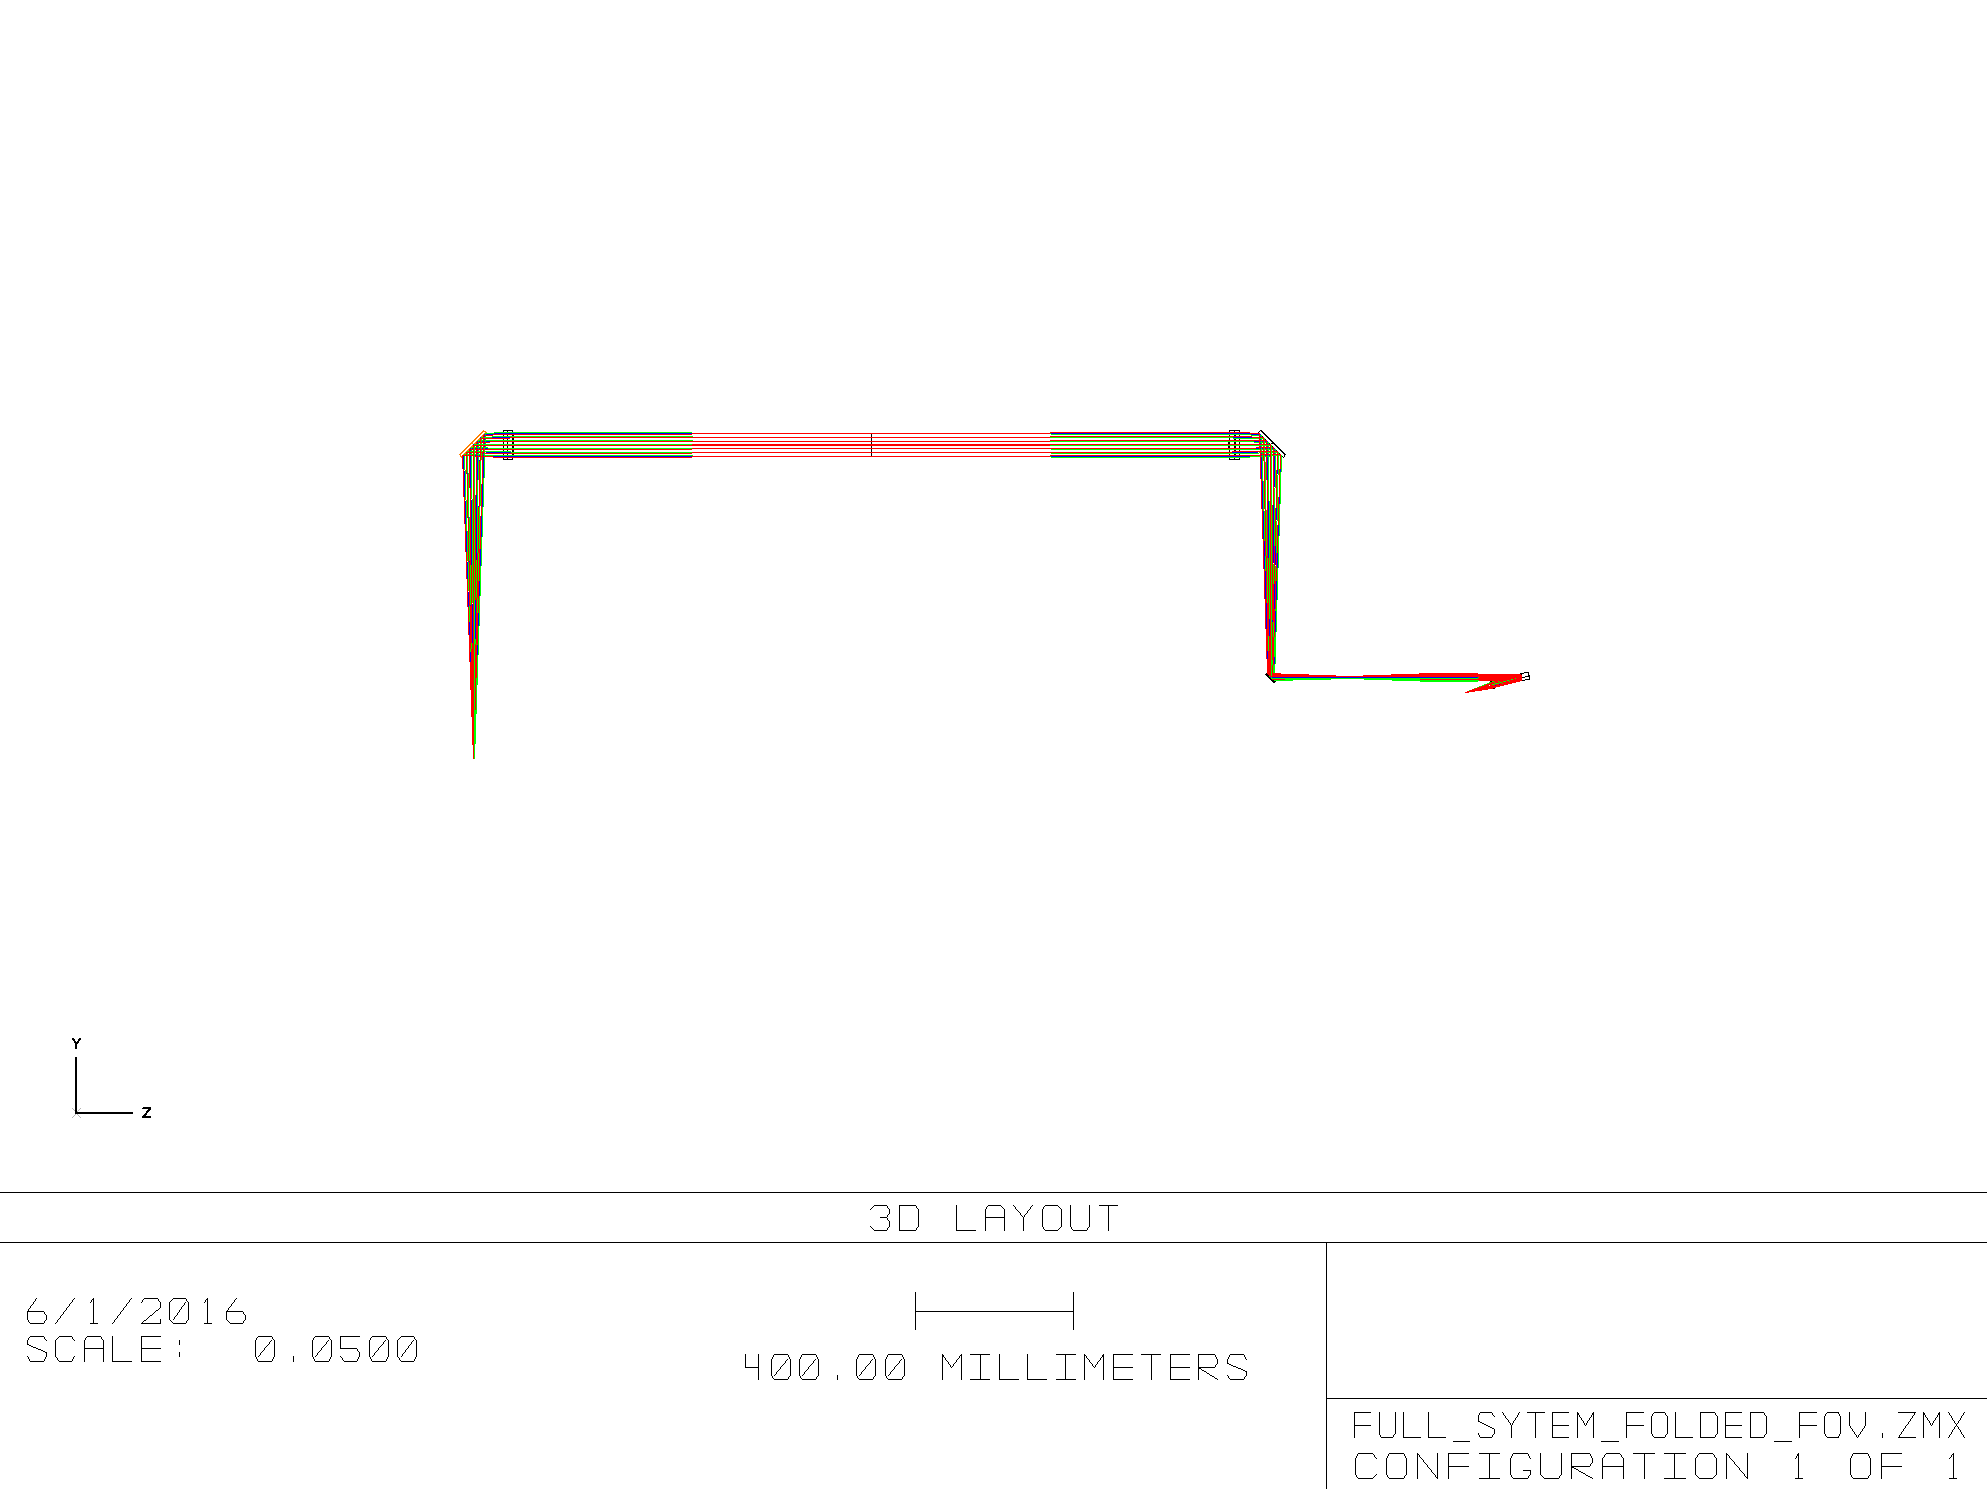 Y
Z
3D LAYOUT
6/1/2016
SCALE: 0.0500
400.00 MILLIMETERS
FULL_SYTEM_FOLDED_FOV.ZMX
CONFIGURATION 1 OF 1